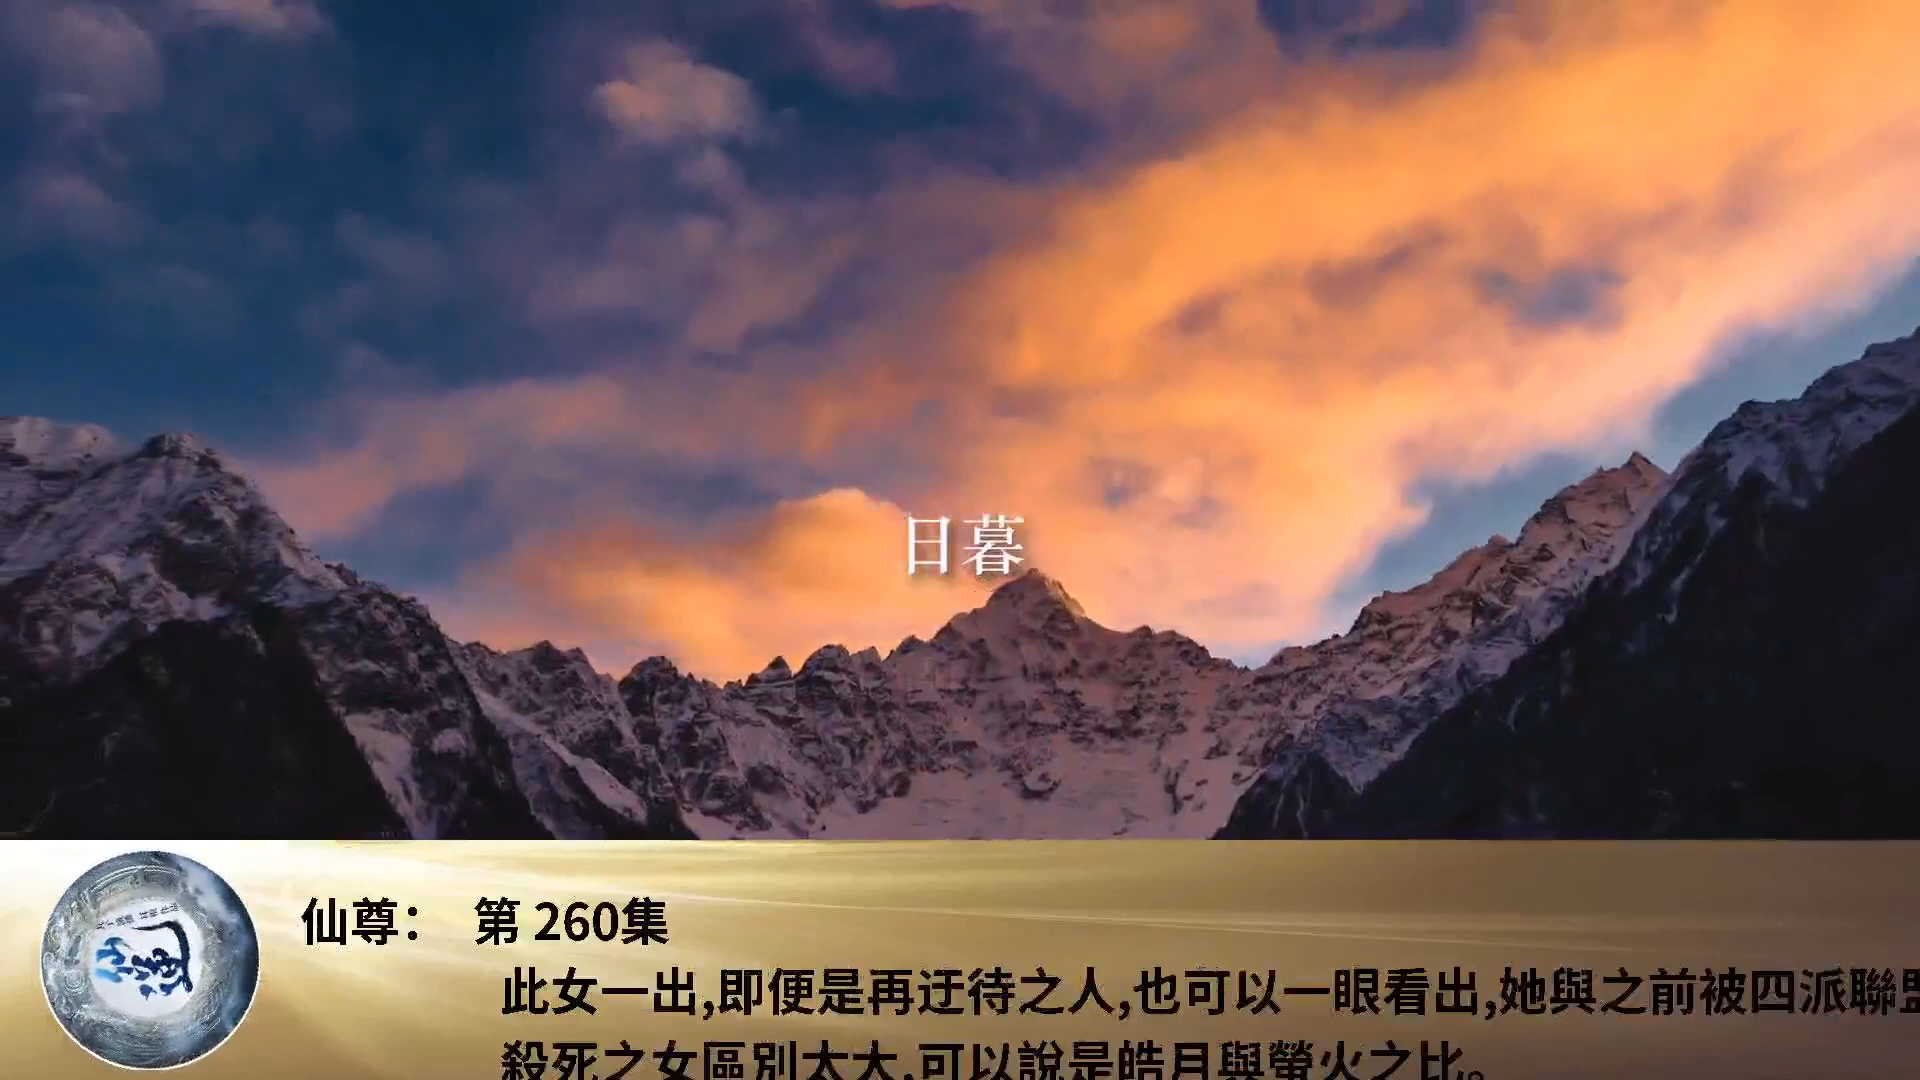 日暮
仙尊： 第 260集
此女一出,即便是再迂待之人,也可以一眼看出,她與之前被四派聯盟
殺死之女區別太大,可以說是皓月與螢火之比。